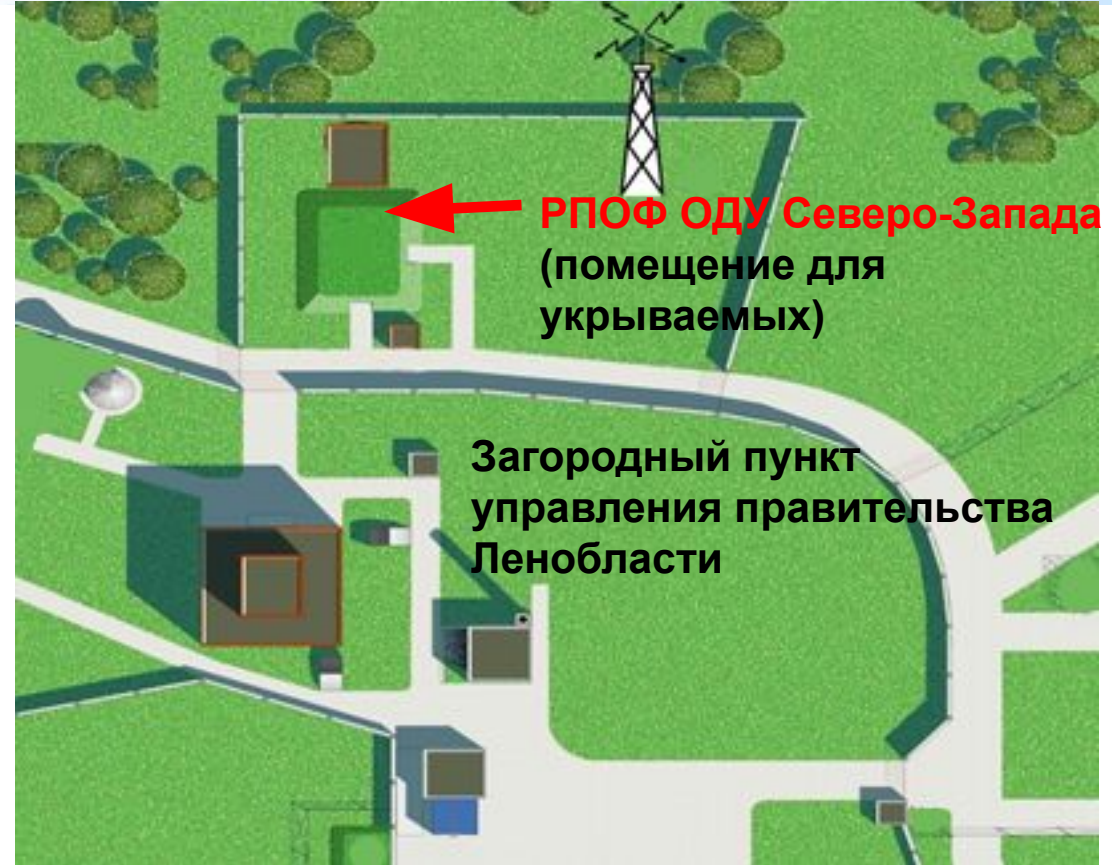 РПОФ ОДУ Северо-Запада
(помещение для
укрываемых)
Загородный пункт
управления правительства
Ленобласти